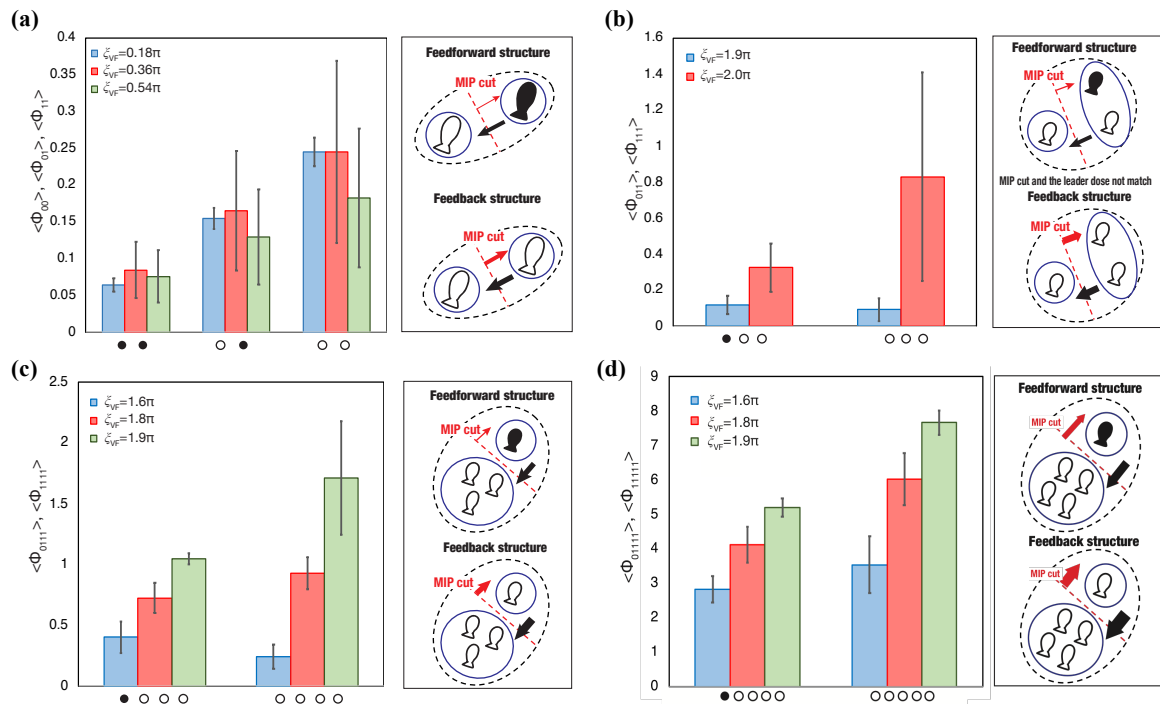 (a)
<Φ₀₀>, <Φ₀₁>, <Φ₁₁>
0.4
0.35
0.3
0.25
0.2
0.15
0.1
0.05
0
ξVF=0.18π
ξVF=0.36π
ξVF=0.54π
Feedforward structure
MIP cut
Feedback structure
MIP cut
(b)
<Φ₀₁₁>, <Φ₁₁₁>
1.6
1.4
1.2
1
0.8
0.6
0.4
0.2
0
ξVF=1.9π
ξVF=2.0π
Feedforward structure
MIP cut
MIP cut and the leader dose not match
Feedback structure
MIP cut
(c)
<Φ₀₁₁₁>, <Φ₁₁₁₁>
2.5
2
1.5
1
0.5
0
ξVF=1.6π
ξVF=1.8π
ξVF=1.9π
Feedforward structure
MIP cut
Feedback structure
MIP cut
(d)
<Φ₀₁₁₁₁>, <Φ₁₁₁₁₁>
9
8
7
6
5
4
3
2
1
0
ξVF=1.6π
ξVF=1.8π
ξVF=1.9π
Feedforward structure
MIP cut
Feedback structure
MIP cut